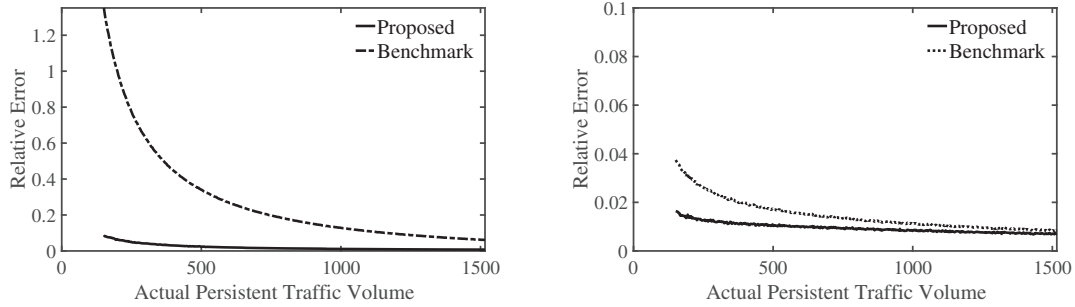 Relative Error
1.2
1
0.8
0.6
0.4
0.2
0
Proposed
Benchmark
0 500 1000 1500
Actual Persistent Traffic Volume
Relative Error
0.1
0.08
0.06
0.04
0.02
0
Proposed
Benchmark
0 500 1000 1500
Actual Persistent Traffic Volume